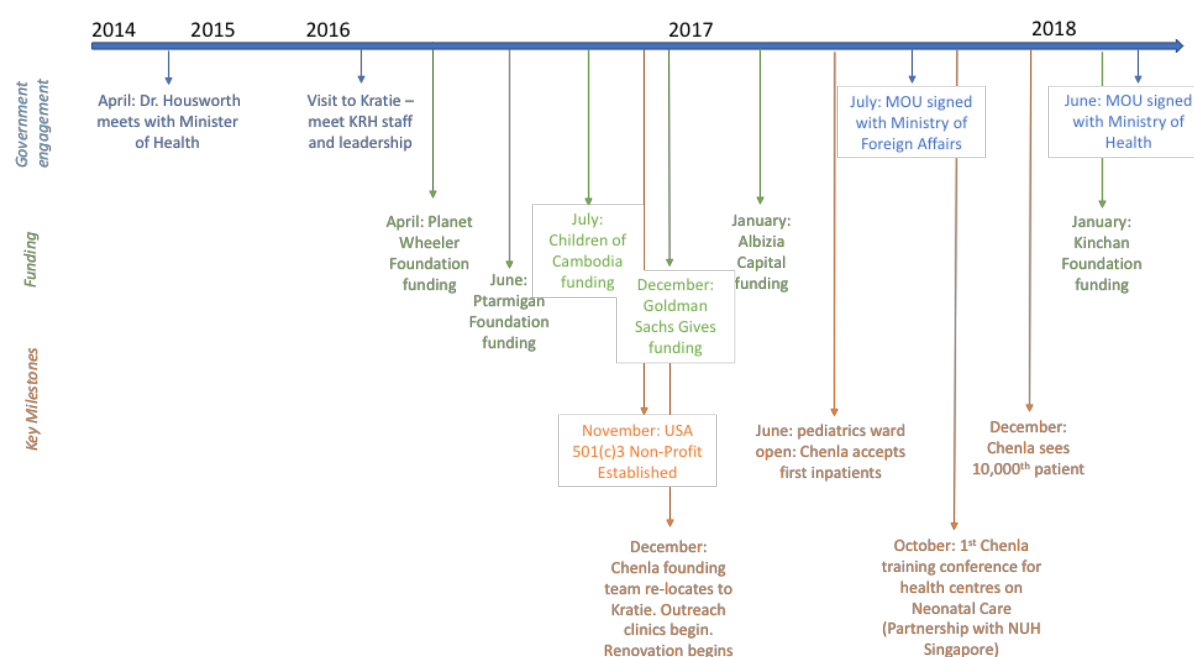 2014
2015
2016
2017
2018
Government
engagement
April: Dr. Housworth
meets with Minister
of Health
Visit to Kratie –
meet KRH staff
and leadership
July: MOU signed
with Ministry of
Foreign Affairs
June: MOU signed
with Ministry of
Health
Funding
April: Planet
Wheeler
Foundation
funding
June:
Ptarmigan
Foundation
funding
July:
Children of
Cambodia
funding
December:
Goldman
Sachs Gives
funding
January:
Albizia
Capital
funding
January:
Kinchan
Foundation
funding
Key Milestones
November: USA
501(c)3 Non-Profit
Established
December:
Chenla founding
team re-locates to
Kratie. Outreach
clinics begin.
Renovation begins
June: pediatrics ward
open: Chenla accepts
first inpatients
October: 1st Chenla
training conference for
health centres on
Neonatal Care
(Partnership with NUH
Singapore)
December:
Chenla sees
10,000th patient